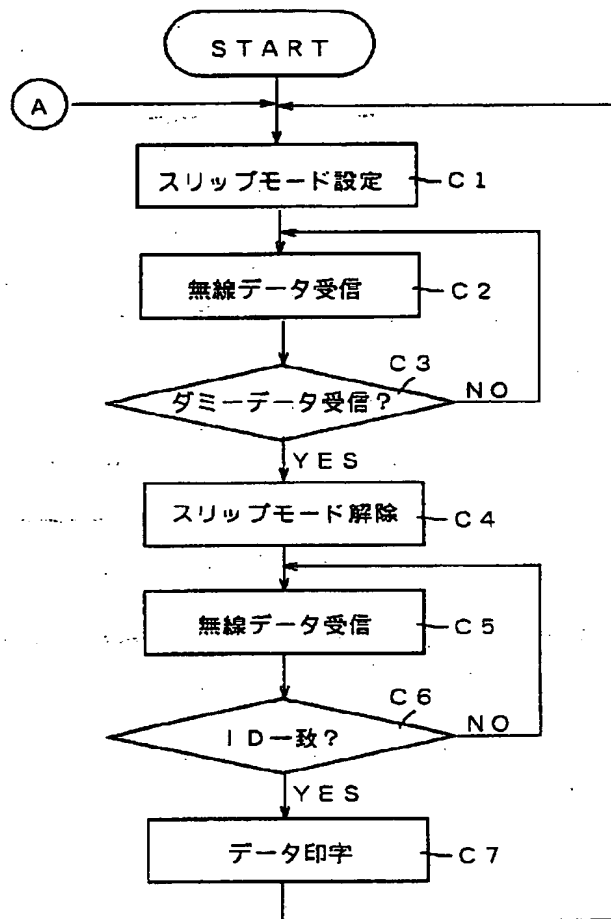 START
A
スリップモード設定
C1
無線データ受信
C2
C3
ダミーデータ受信?
NO
YES
スリップモード解除
C4
無線データ受信
C5
C6
ID一致?
NO
YES
データ印字
C7